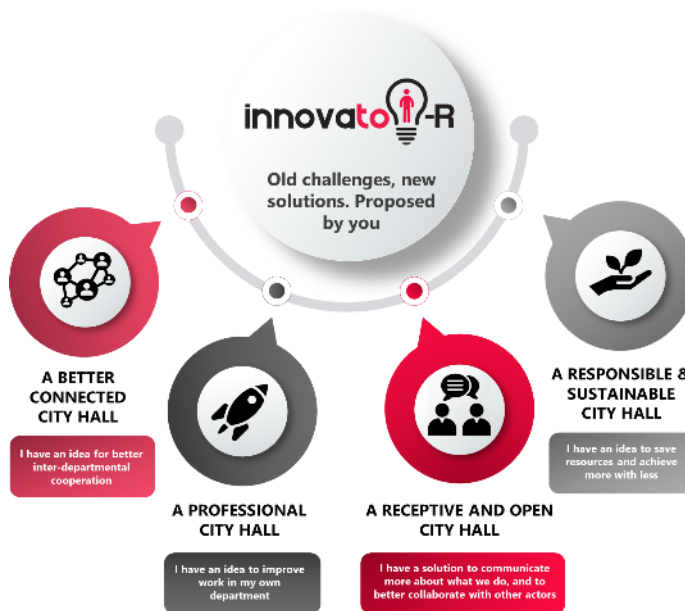 innovato-R
Old challenges, new
solutions. Proposed
by you
A BETTER
CONNECTED
CITY HALL
I have an idea for better
inter-departmental
cooperation
A PROFESSIONAL
CITY HALL
I have an idea to improve
work in my own
department
A RECEPTIVE AND OPEN
CITY HALL
I have a solution to communicate
more about what we do, and to
better collaborate with other actors
A RESPONSIBLE &
SUSTAINABLE
CITY HALL
I have an idea to save
resources and achieve
more with less